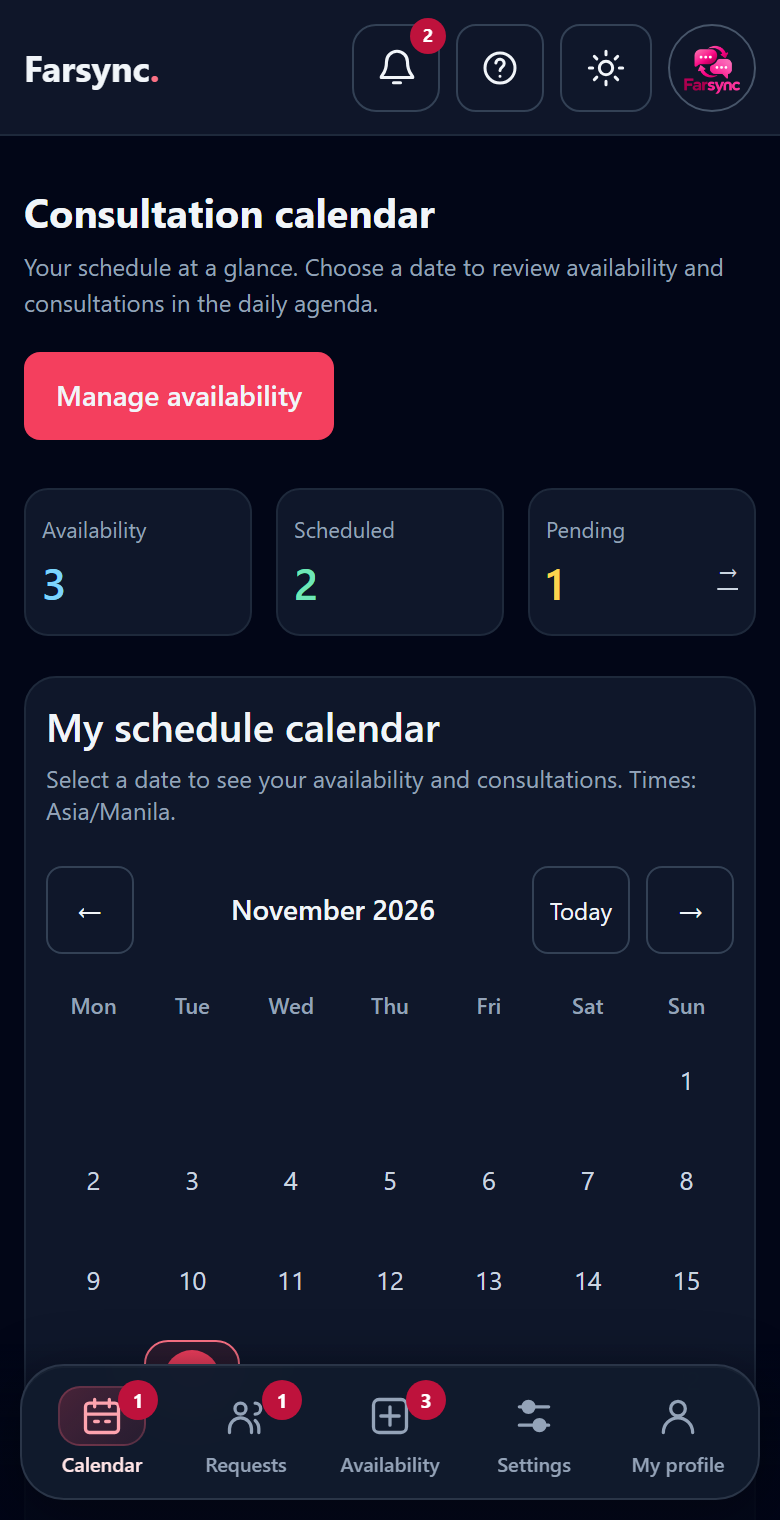 Farsync.
2
Farsync
Consultation calendar
Your schedule at a glance. Choose a date to review availability and
consultations in the daily agenda.
Manage availability
Availability
3
Scheduled
2
Pending
1
→
My schedule calendar
Select a date to see your availability and consultations. Times:
Asia/Manila.
←
November 2026
Today
→
Mon Tue Wed Thu Fri Sat Sun
1
2 3 4 5 6 7 8
9 10 11 12 13 14 15
1
1
3
Calendar
Requests
Availability
Settings
My profile